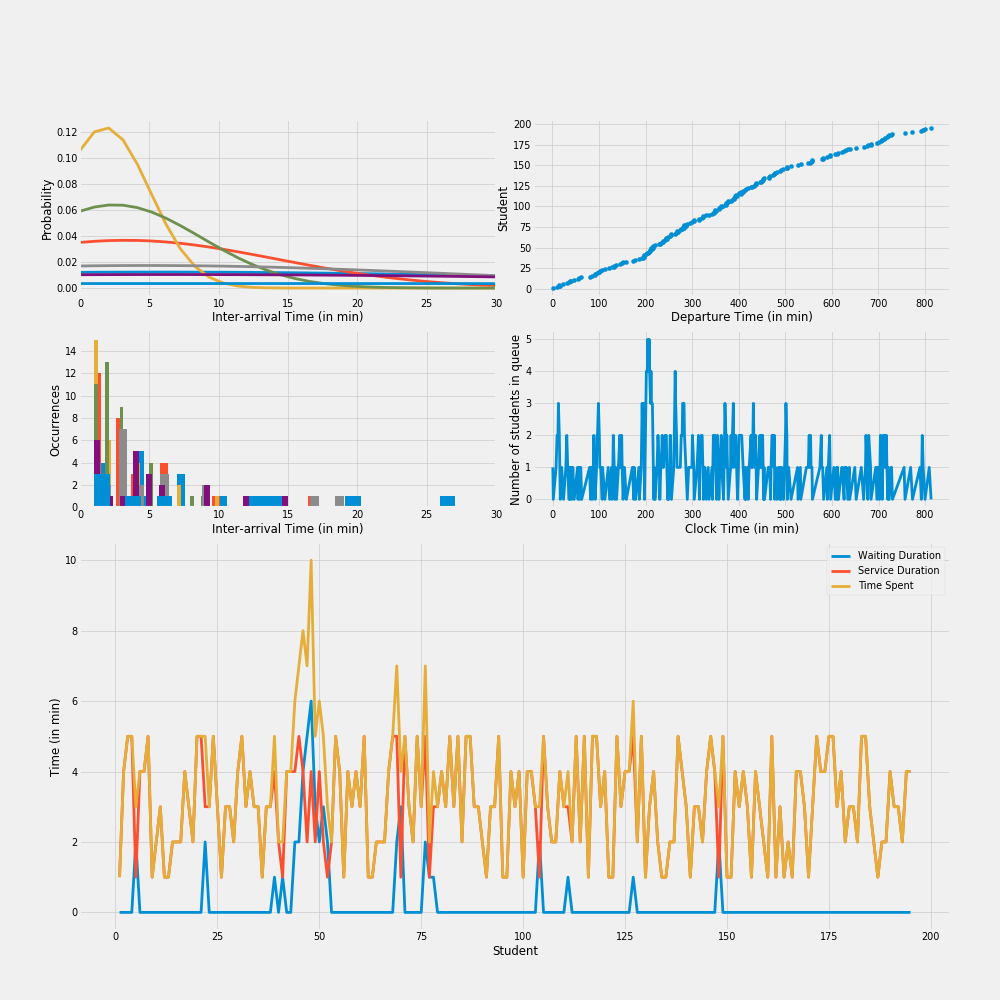 0.12
0.10
0.08
0.06
0.04
0.02
0.00
Probability
0 5 10 15 20 25 30
Inter-arrival Time (in min)
200
175
150
125
100
75
50
25
0
Student
0 100 200 300 400 500 600 700 800
Departure Time (in min)
14
12
10
8
6
4
2
0
Occurrences
0 5 10 15 20 25 30
Inter-arrival Time (in min)
5
4
3
2
1
0
Number of students in queue
0 100 200 300 400 500 600 700 800
Clock Time (in min)
Waiting Duration
Service Duration
Time Spent
10
8
6
4
2
0
Time (in min)
0 25 50 75 100 125 150 175 200
Student